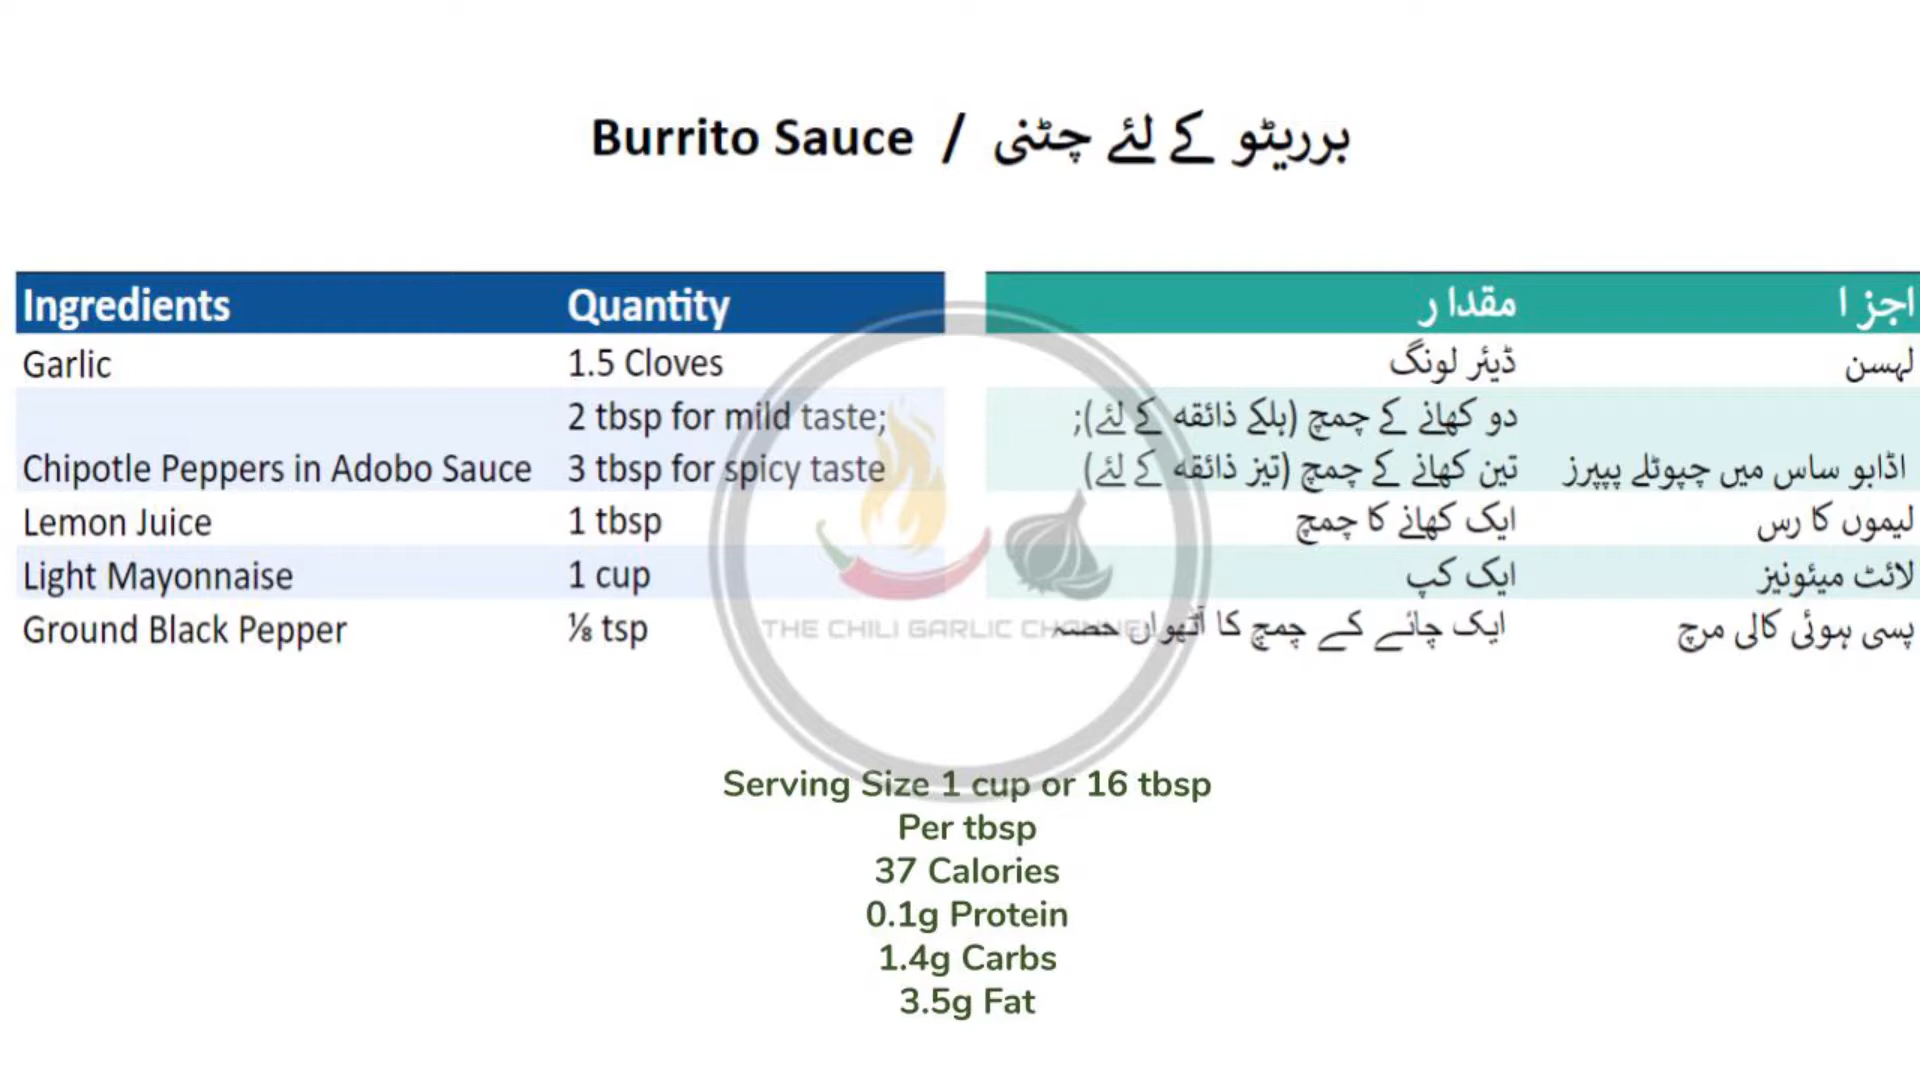 Burrito Sauce / برریٹو کے لئے چٹنی
Ingredients Quantity مقدا ر اجز ا
Garlic 1.5 Cloves ڈیئر لونگ لہسن
2 tbsp for mild taste; دو کھانے کے چمچ (ہلکے ذائقہ کے لئے);
Chipotle Peppers in Adobo Sauce 3 tbsp for spicy taste تین کھانے کے چمچ (تیز ذائقہ کے لئے) اڈابو ساس میں چپوٹلے پیپرز
Lemon Juice 1 tbsp ایک کھانے کا چمچ لیموں کا رس
Light Mayonnaise 1 cup ایک کپ لائٹ میئونیز
Ground Black Pepper ⅛ tsp ایک چائے کے چمچ کا آٹھواں حصہ پسی ہوئی کالی مرچ
THE CHILI GARLIC CHANNEL
Serving Size 1 cup or 16 tbsp
Per tbsp
37 Calories
0.1g Protein
1.4g Carbs
3.5g Fat